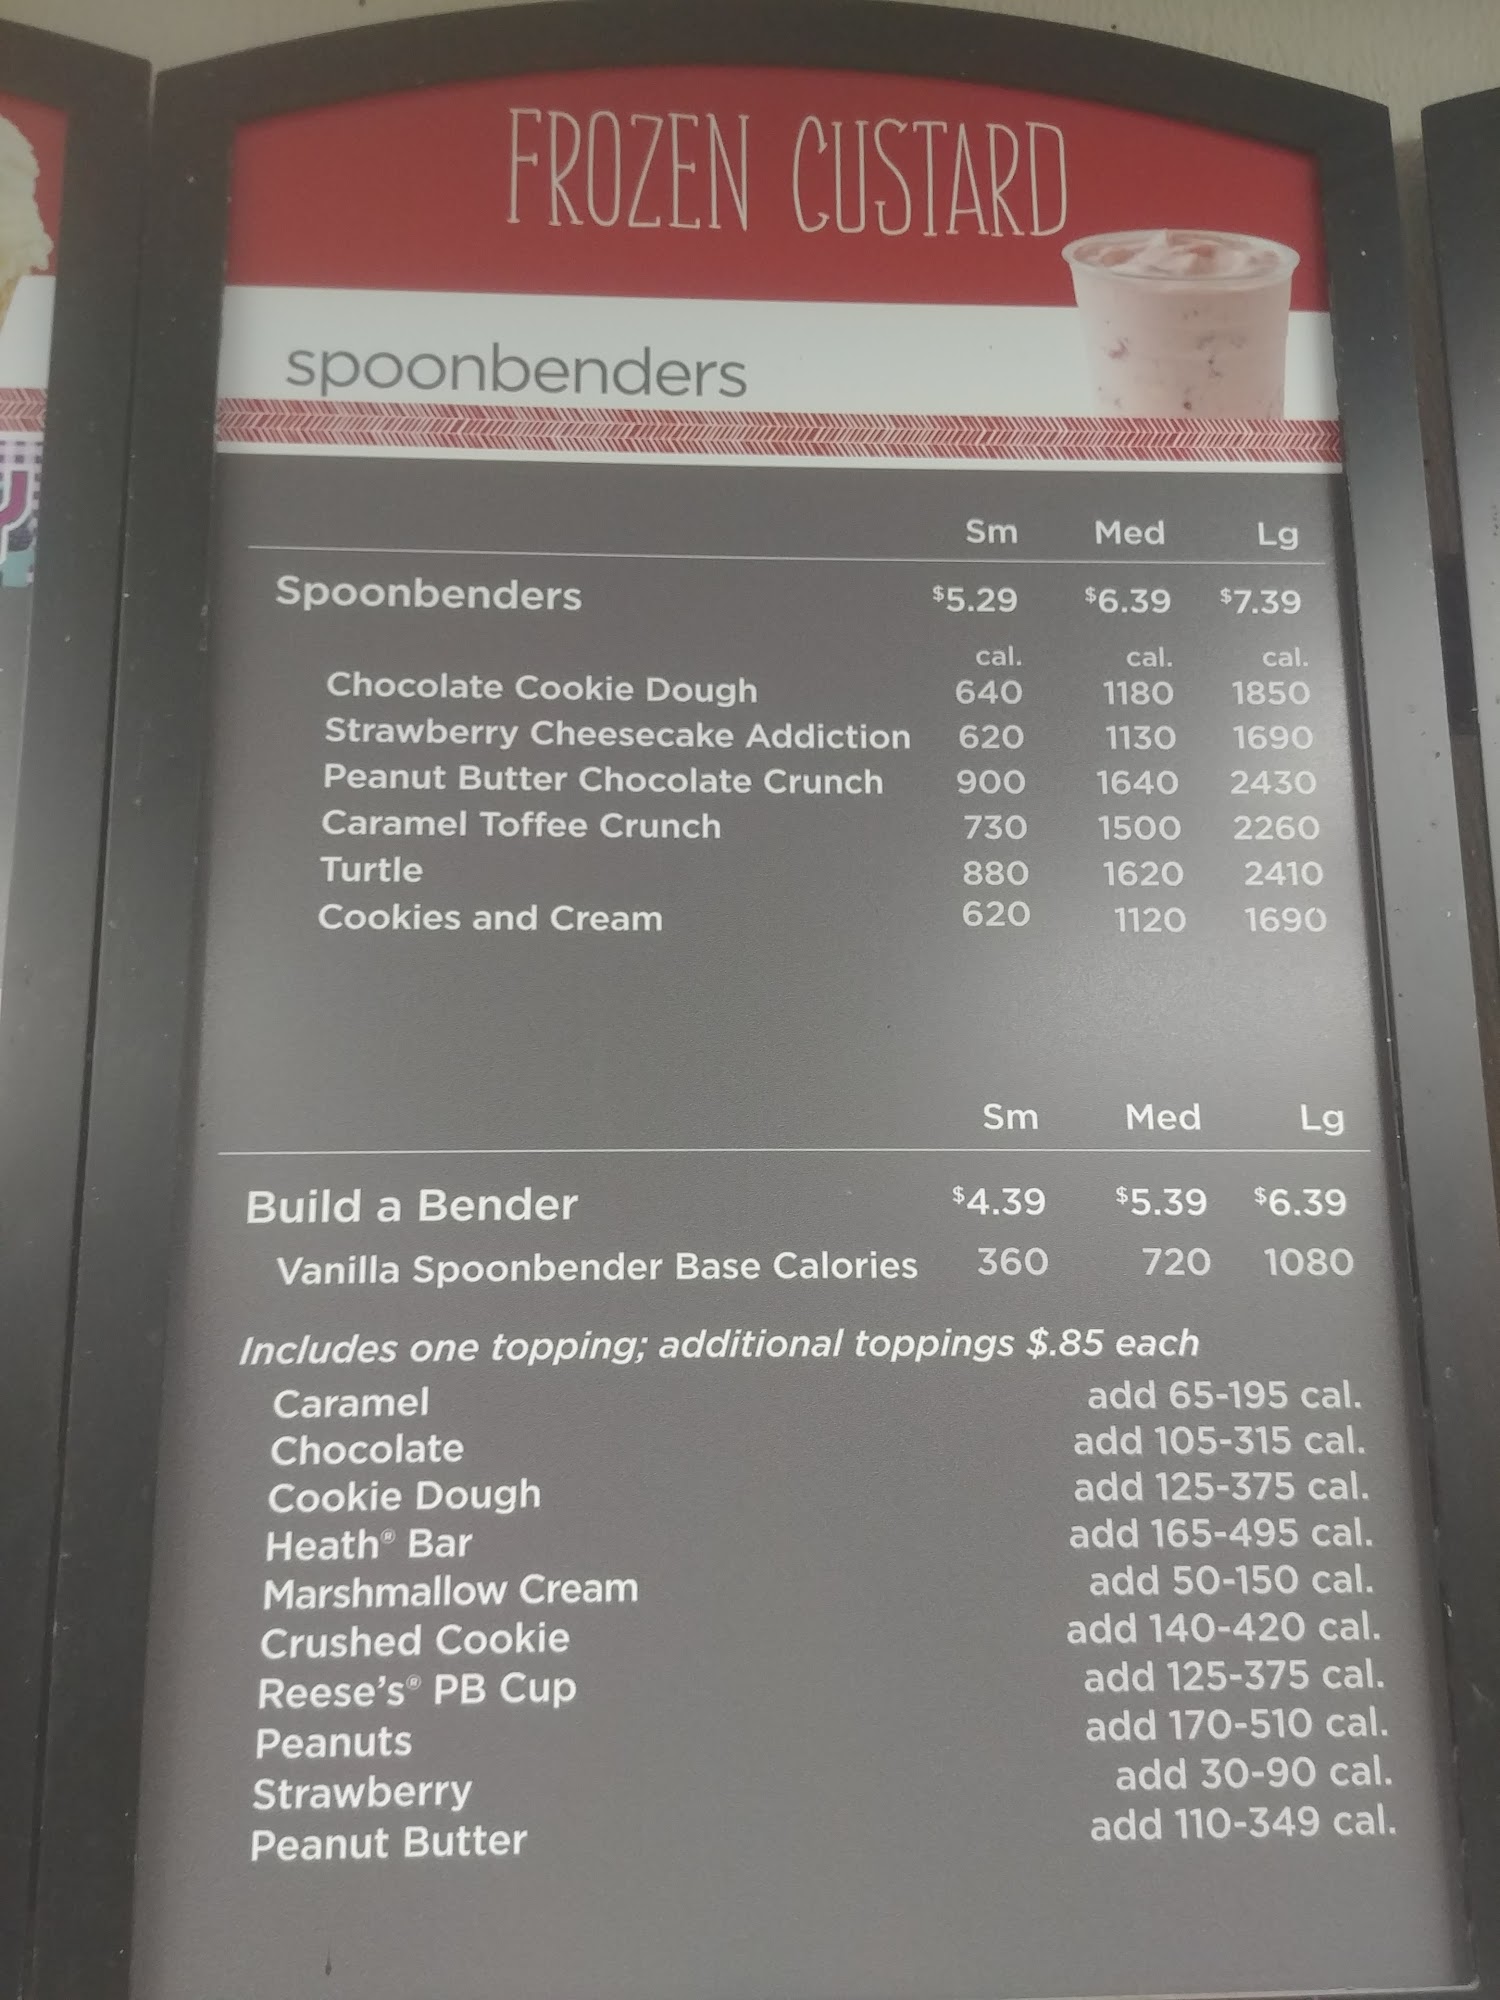 FROZEN CUSTARD
spoonbenders
Sm Med Lg
Spoonbenders $5.29 $6.39 $7.39
cal. cal. cal.
Chocolate Cookie Dough 640 1180 1850
Strawberry Cheesecake Addiction 620 1130 1690
Peanut Butter Chocolate Crunch 900 1640 2430
Caramel Toffee Crunch 730 1500 2260
Turtle 880 1620 2410
Cookies and Cream 620 1120 1690
Sm Med Lg
Build a Bender $4.39 $5.39 $6.39
Vanilla Spoonbender Base Calories 360 720 1080
Includes one topping; additional toppings $.85 each
Caramel add 65-195 cal.
Chocolate add 105-315 cal.
Cookie Dough add 125-375 cal.
Heath® Bar add 165-495 cal.
Marshmallow Cream add 50-150 cal.
Crushed Cookie add 140-420 cal.
Reese's® PB Cup add 125-375 cal.
Peanuts add 170-510 cal.
Strawberry add 30-90 cal.
Peanut Butter add 110-349 cal.